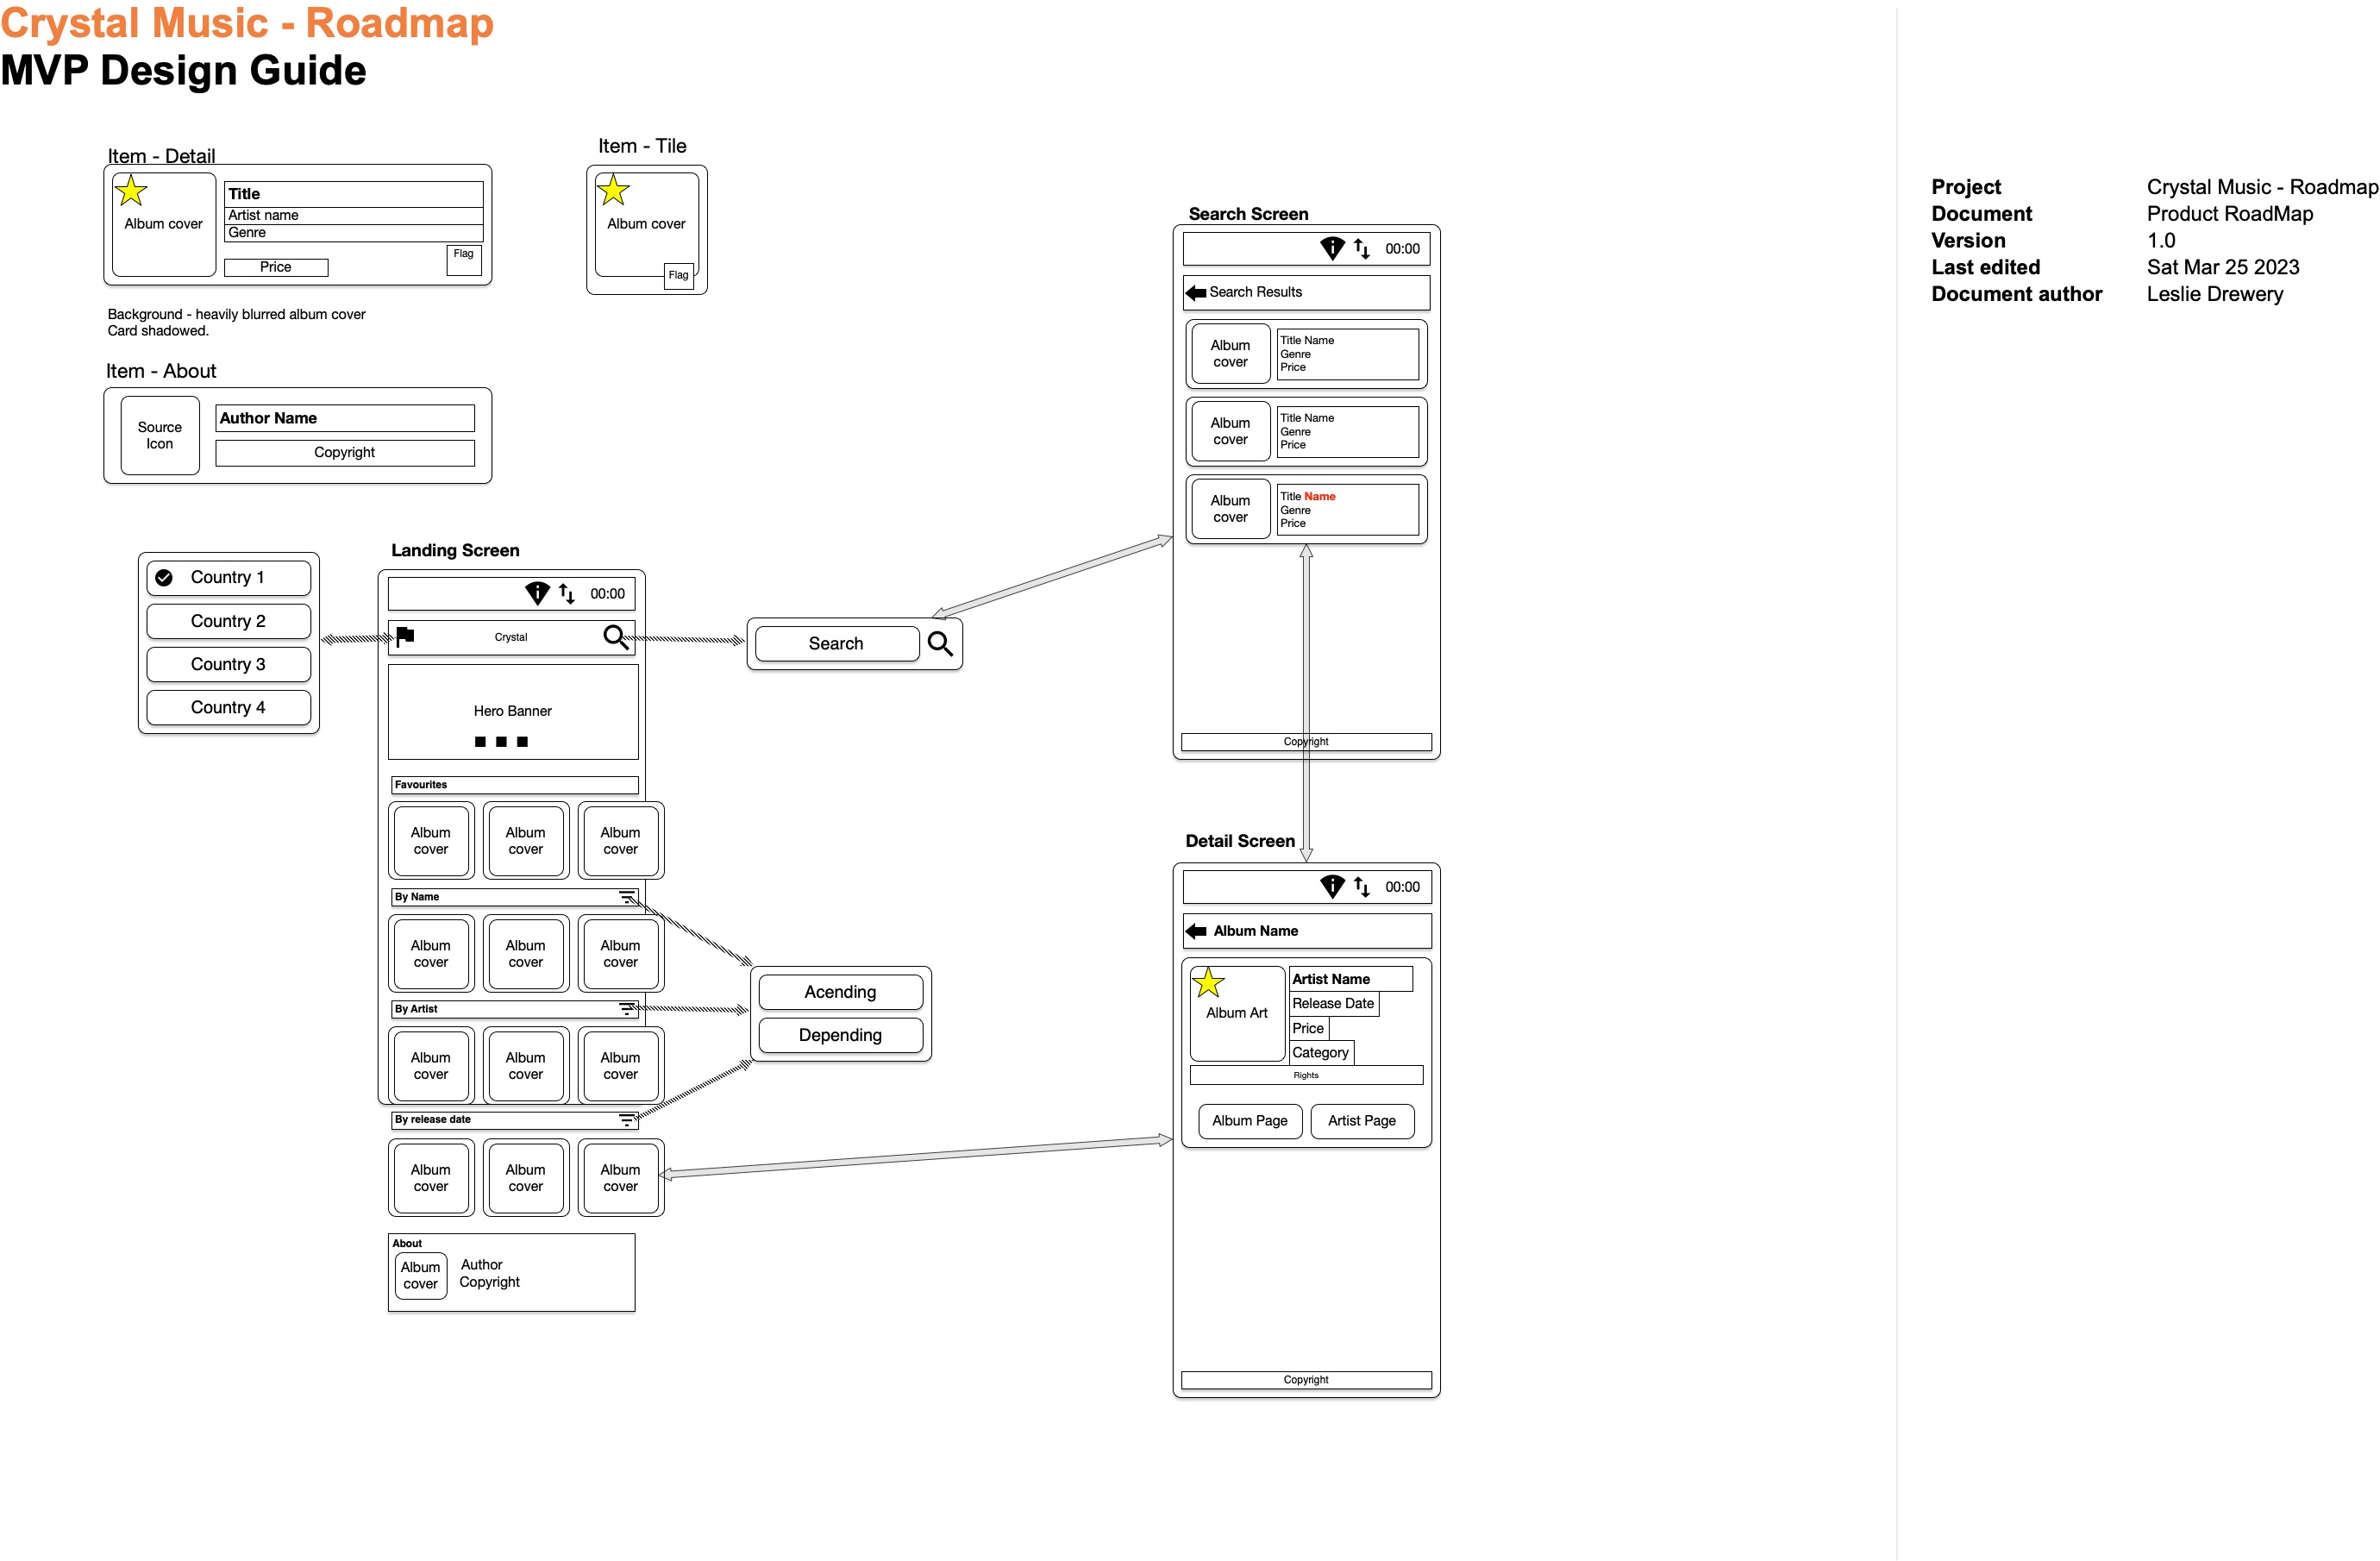 Crystal Music - Roadmap
MVP Design Guide
Item - Detail
Album cover
Title
Artist name
Genre
Price
Flag
Background - heavily blurred album cover
Card shadowed.
Item - Tile
Album cover
Flag
Item - About
Source
Icon
Author Name
Copyright
Country 1
Country 2
Country 3
Country 4
Landing Screen
00:00
Crystal
Hero Banner
Favourites
Album
cover
Album
cover
Album
cover
By Name
Album
cover
Album
cover
Album
cover
By Artist
Album
cover
Album
cover
Album
cover
By release date
Album
cover
Album
cover
Album
cover
About
Album
cover
Author
Copyright
Search
Acending
Depending
Search Screen
00:00
Search Results
Album
cover
Title Name
Genre
Price
Album
cover
Title Name
Genre
Price
Album
cover
Title Name
Genre
Price
Copyright
Detail Screen
00:00
Album Name
Album Art
Artist Name
Release Date
Price
Category
Rights
Album Page
Artist Page
Copyright
Project Crystal Music - Roadmap
Document Product RoadMap
Version 1.0
Last edited Sat Mar 25 2023
Document author Leslie Drewery